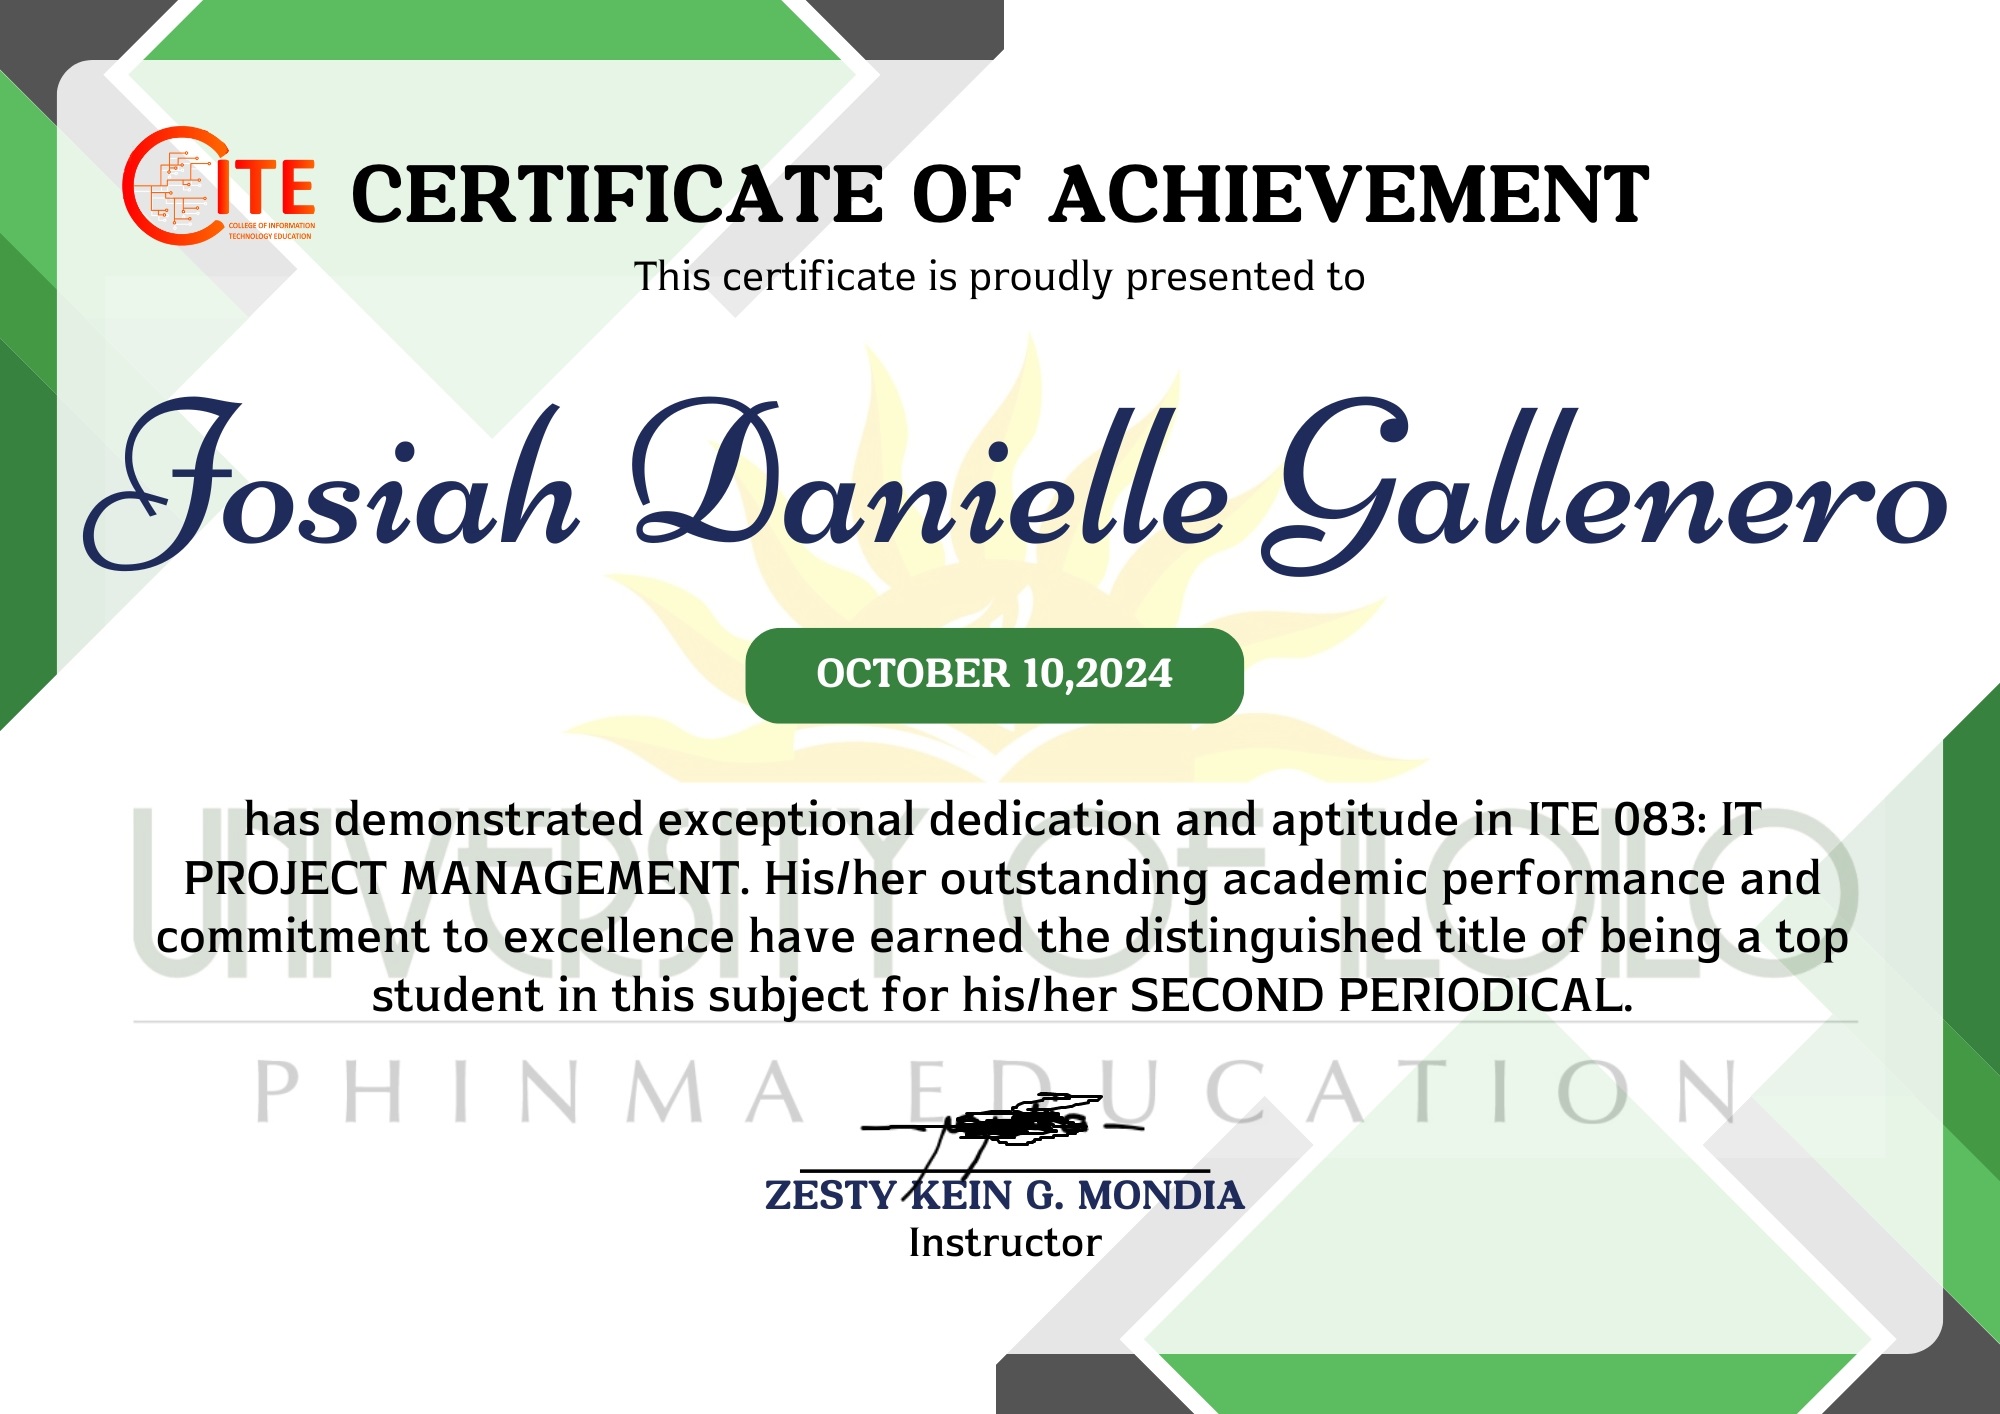 CITE
COLLEGE OF INFORMATION
TECHNOLOGY EDUCATION
CERTIFICATE OF ACHIEVEMENT
This certificate is proudly presented to
Josiah Danielle Gallenero
OCTOBER 10,2024
has demonstrated exceptional dedication and aptitude in ITE 083: IT
PROJECT MANAGEMENT. His/her outstanding academic performance and
commitment to excellence have earned the distinguished title of being a top
student in this subject for his/her SECOND PERIODICAL.
UNIVERSITY OF ILOILO
PHINMA EDUCATION
ZESTY KEIN G. MONDIA
Instructor